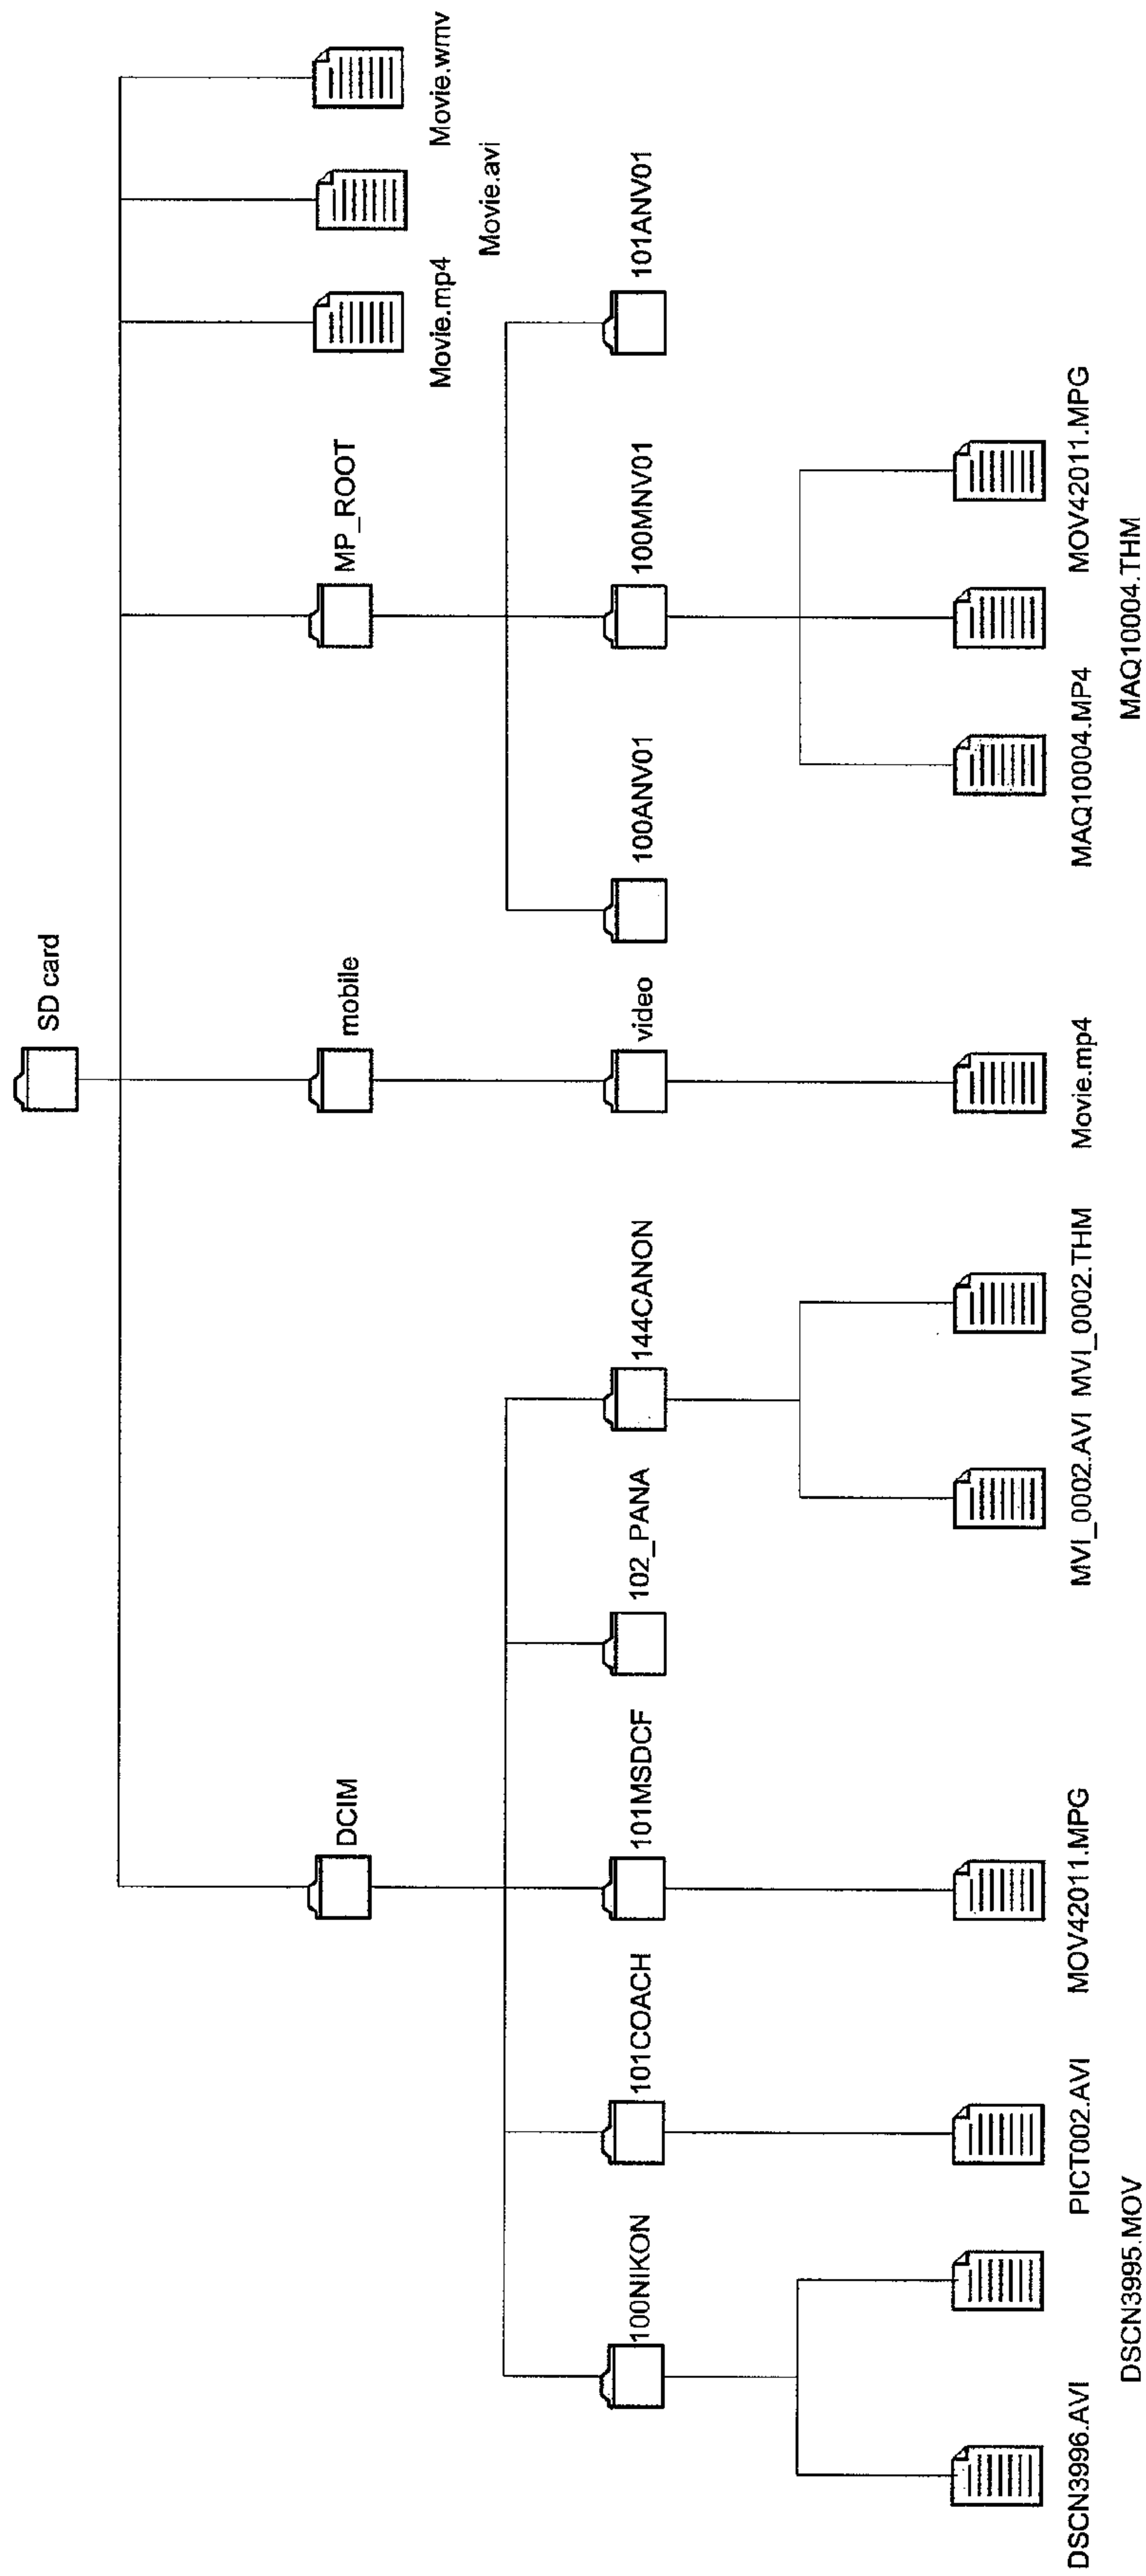 SD card
DCIM
mobile
MP_ROOT
Movie.mp4
Movie.avi
Movie.wmv
100NIKON
101COACH
101MSDCF
102_PANA
144CANON
video
100ANV01
100MNV01
101ANV01
DSCN3996.AVI
DSCN3995.MOV
PICT002.AVI
MOV42011.MPG
MVI_0002.AVI
MVI_0002.THM
Movie.mp4
MAQ10004.MP4
MAQ10004.THM
MOV42011.MPG